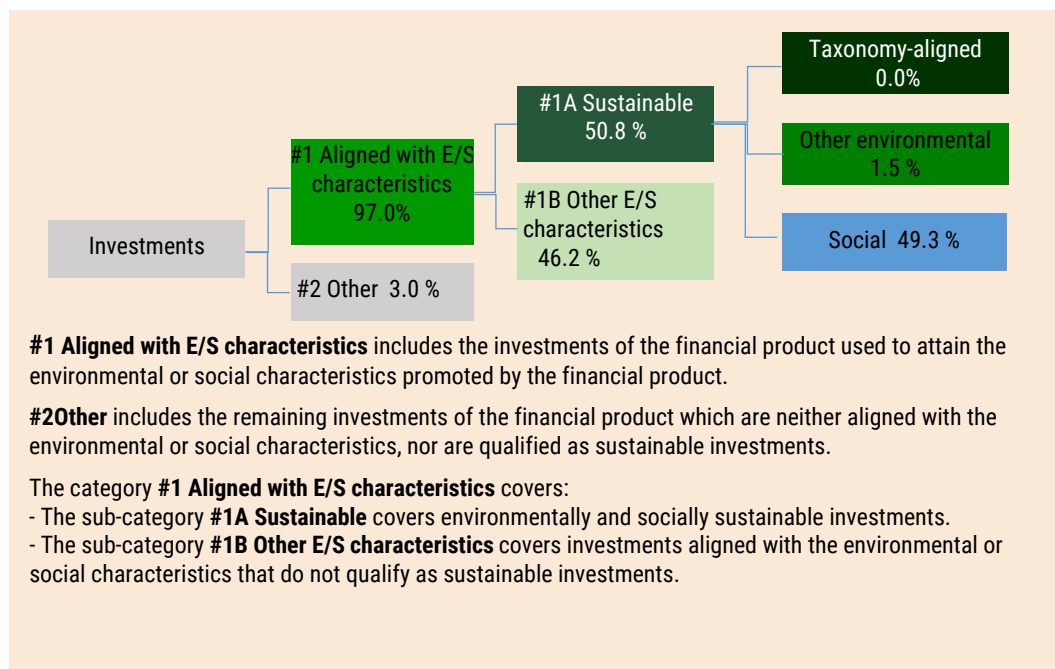 Taxonomy-aligned
0.0%
#1A Sustainable
50.8 %
Other environmental
1.5 %
#1 Aligned with E/S
characteristics
97.0%
#1B Other E/S
characteristics
46.2 %
Social 49.3 %
Investments
#2 Other 3.0 %
#1 Aligned with E/S characteristics includes the investments of the financial product used to attain the
environmental or social characteristics promoted by the financial product.
#2Other includes the remaining investments of the financial product which are neither aligned with the
environmental or social characteristics, nor are qualified as sustainable investments.
The category #1 Aligned with E/S characteristics covers:
- The sub-category #1A Sustainable covers environmentally and socially sustainable investments.
- The sub-category #1B Other E/S characteristics covers investments aligned with the environmental or
social characteristics that do not qualify as sustainable investments.